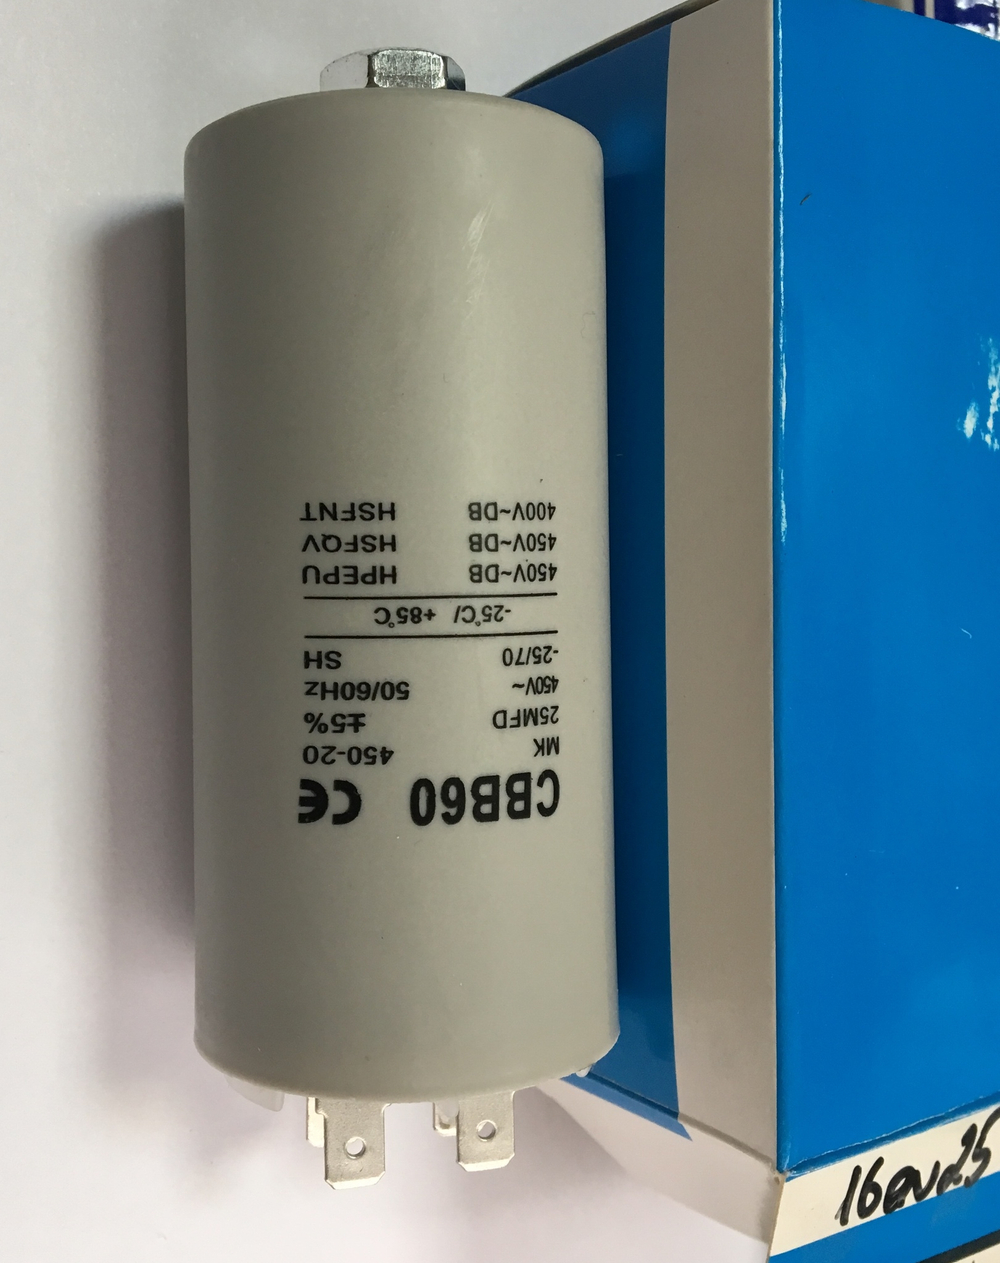 CBB60 CE
MK 450-20
25MFD ±5%
450V~ 50/60Hz
-25/70 SH
-25°C/ +85°C
450V~DB HPEPU
450V~DB HSFQV
400V~DB HSFNT
16en25